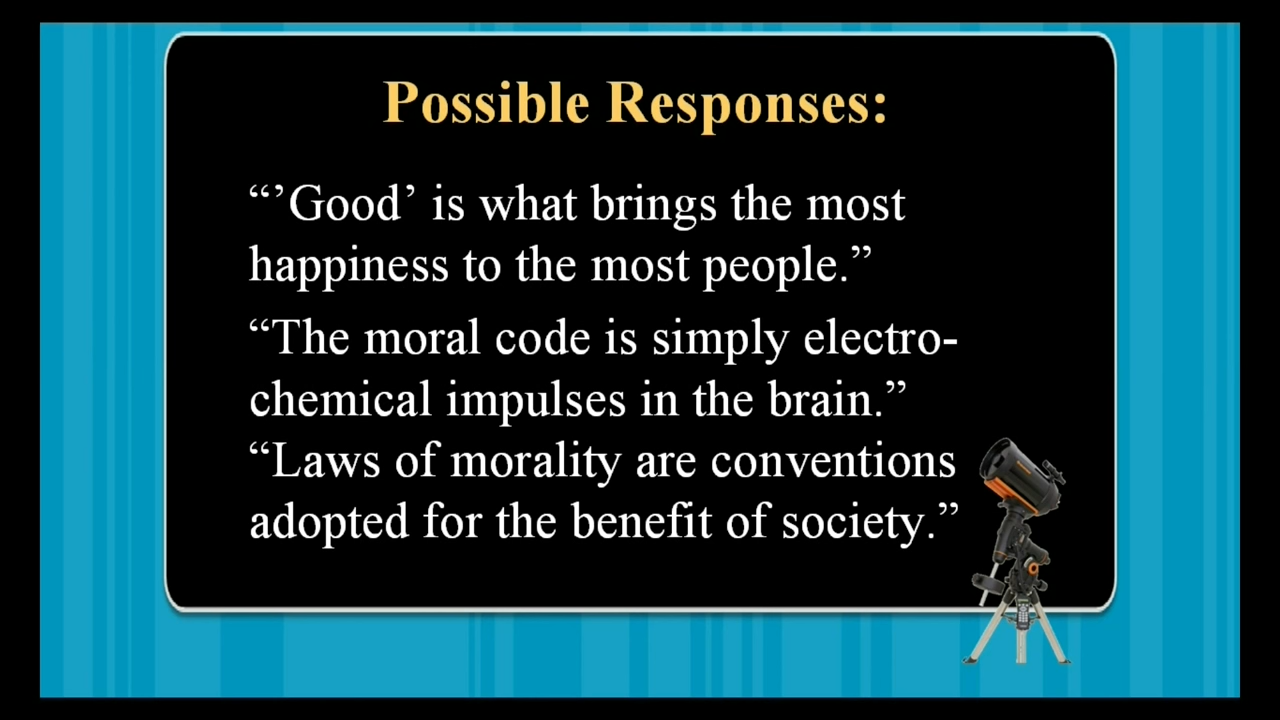 Possible Responses:
“’Good’ is what brings the most
happiness to the most people.”
“The moral code is simply electro-
chemical impulses in the brain.”
“Laws of morality are conventions
adopted for the benefit of society.”